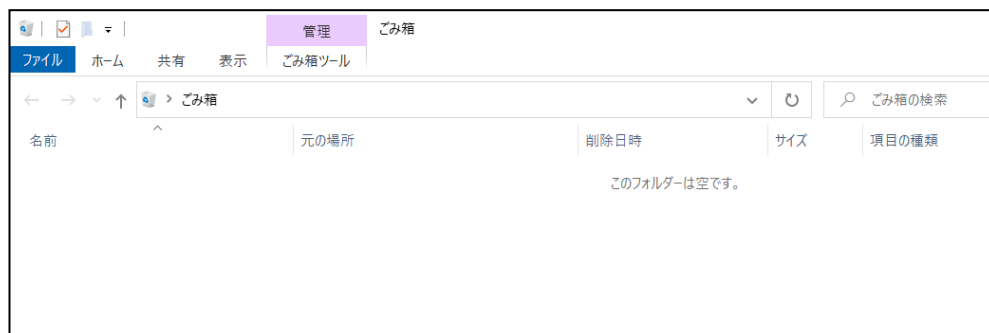 管理 ごみ箱
ファイル ホーム 共有 表示 ごみ箱ツール
ごみ箱 ごみ箱の検索
名前 元の場所 削除日時 サイズ 項目の種類
このフォルダーは空です。